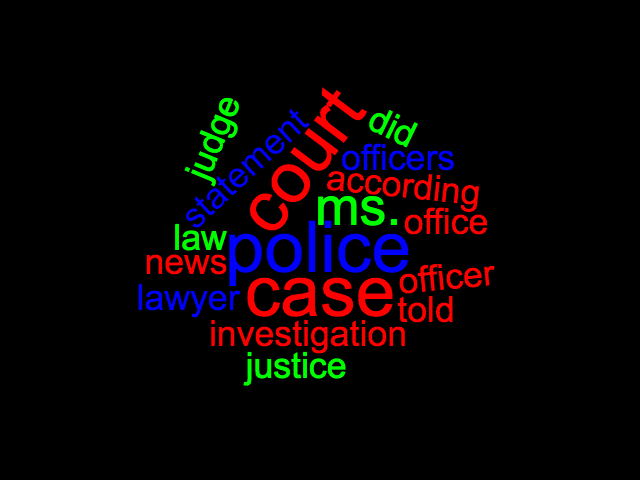 court
judge
did
statement
officers
according
ms.
office
law
police
news
officer
case
lawyer
told
investigation
justice